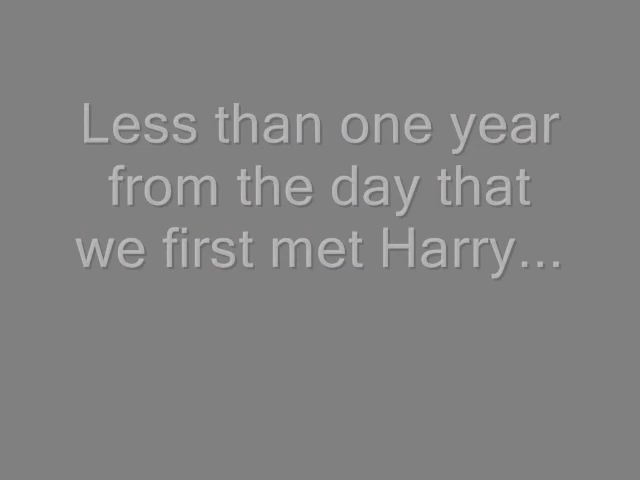 Less than one year
from the day that
we first met Harry...